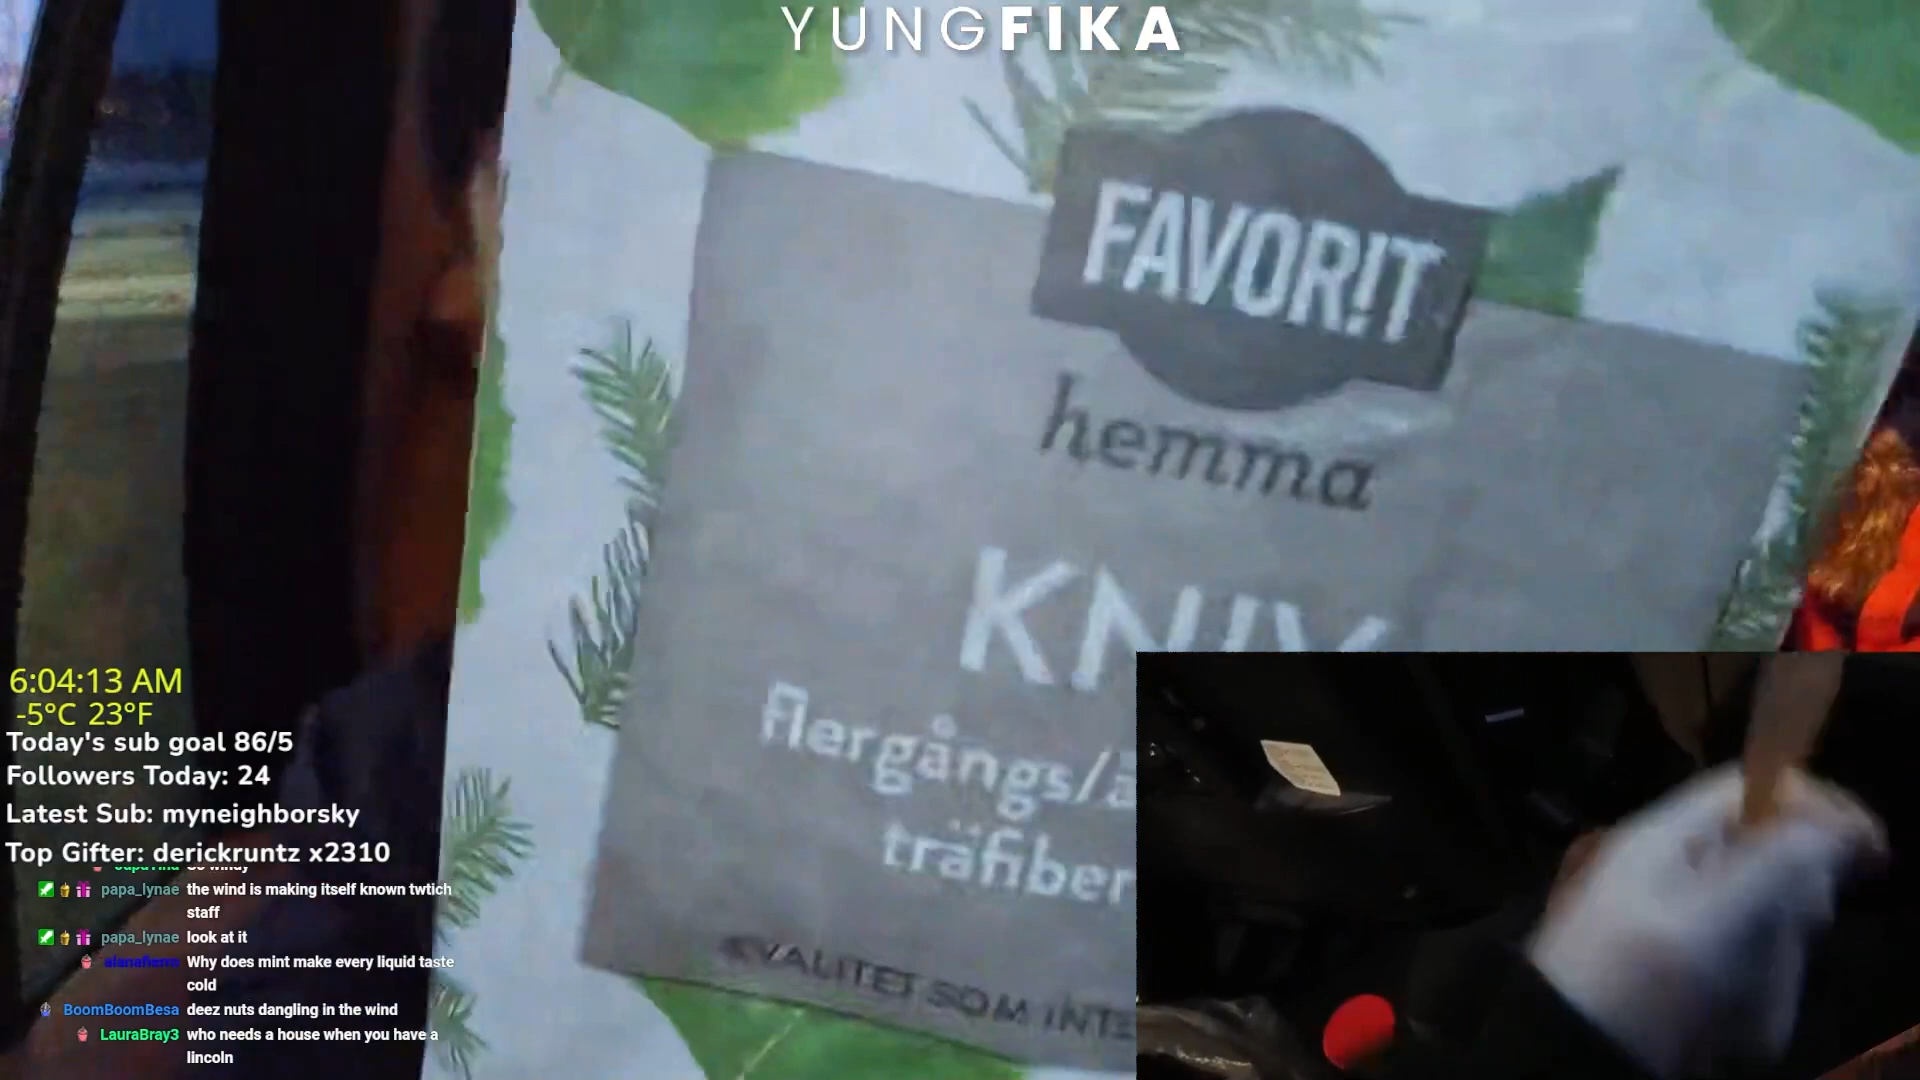 YUNGFIKA
FAVOR!T
hemma
KNIV
flergångs/å
träfiber
KVALITET SOM INTE
6:04:13 AM
-5°C 23°F
Today's sub goal 86/5
Followers Today: 24
Latest Sub: myneighborsky
Top Gifter: derickruntz x2310
papa_lynae the wind is making itself known twtich
staff
papa_lynae look at it
Why does mint make every liquid taste
cold
BoomBoomBesa deez nuts dangling in the wind
LauraBray3 who needs a house when you have a
lincoln